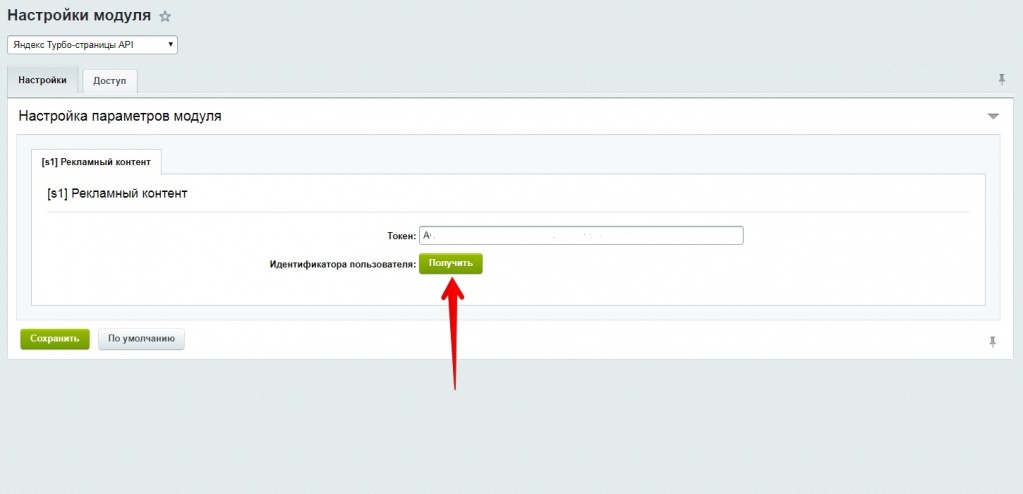 Настройки модуля
Яндекс Турбо-страницы API
Настройки
Доступ
Настройка параметров модуля
[s1] Рекламный контент
[s1] Рекламный контент
Токен:
Идентификатора пользователя: Получить
Сохранить
По умолчанию